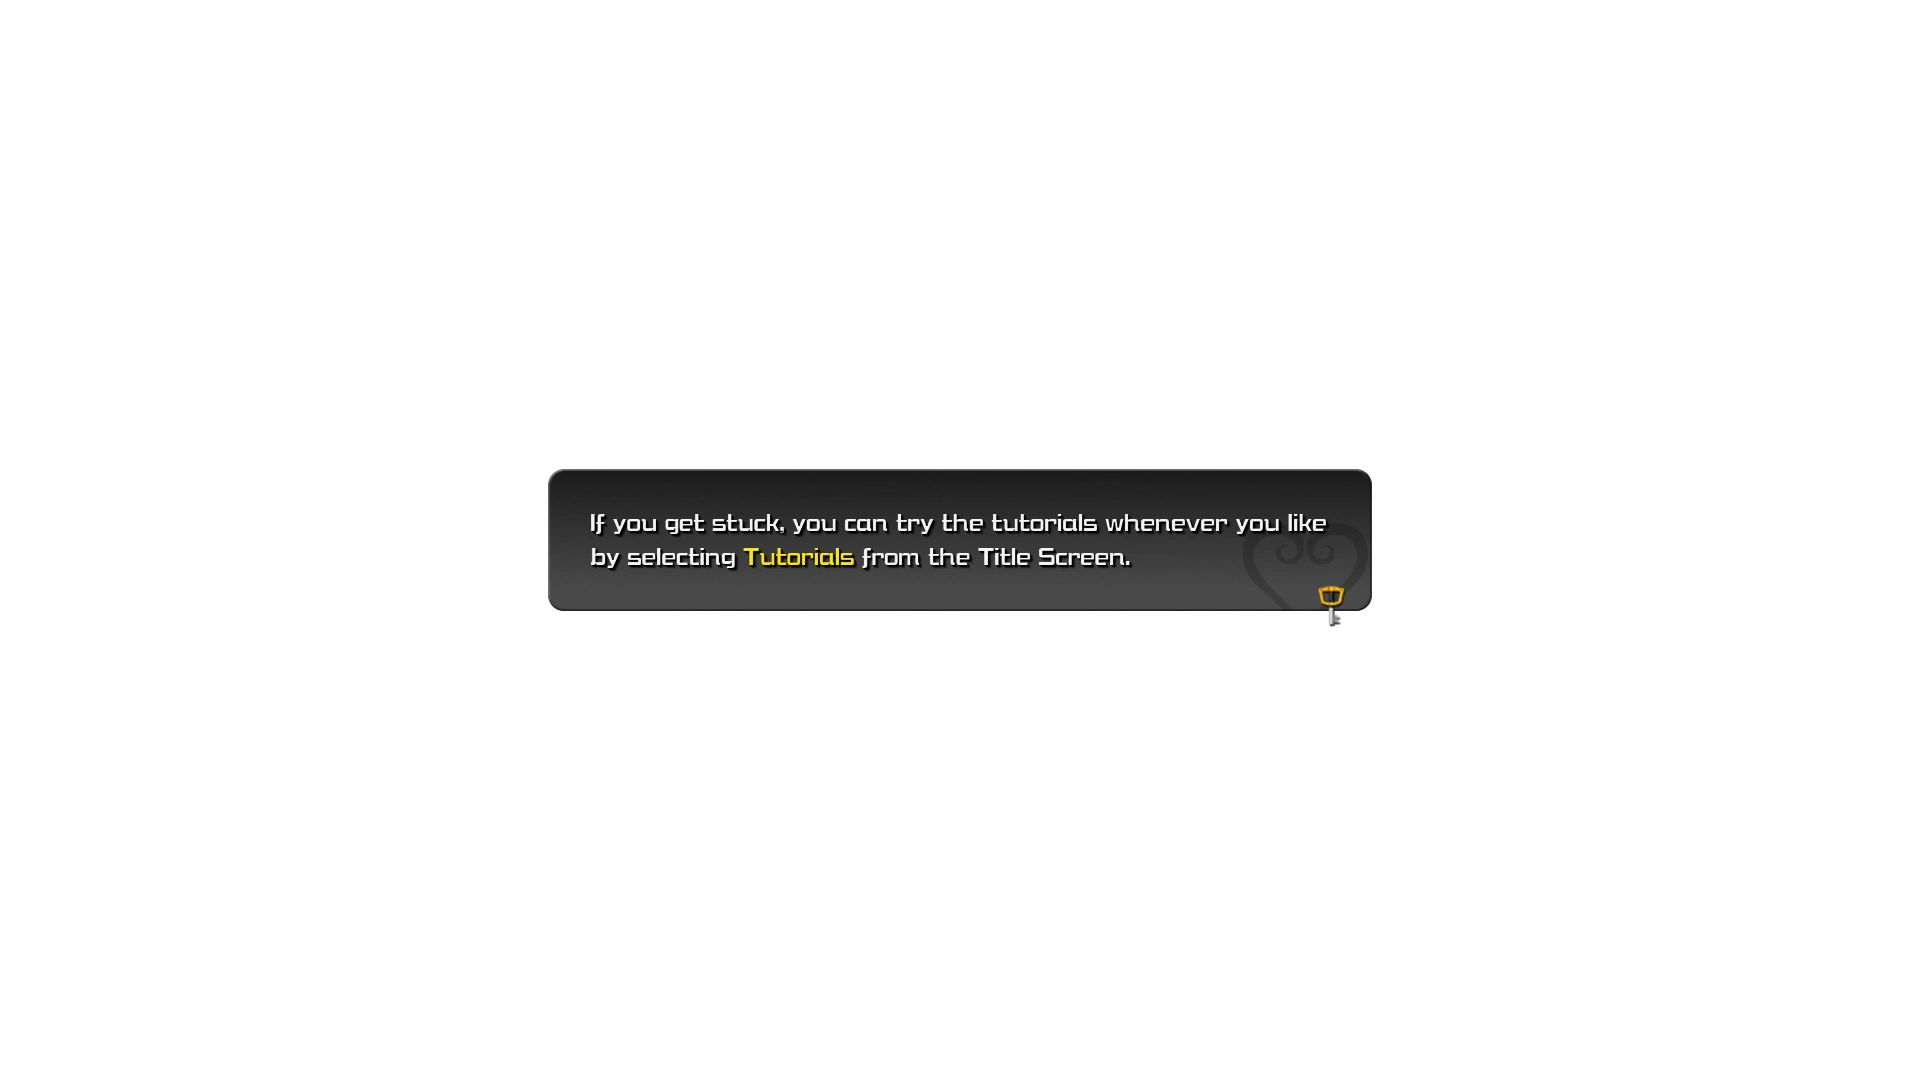 If you get stuck, you can try the tutorials whenever you like
by selecting Tutorials from the Title Screen.